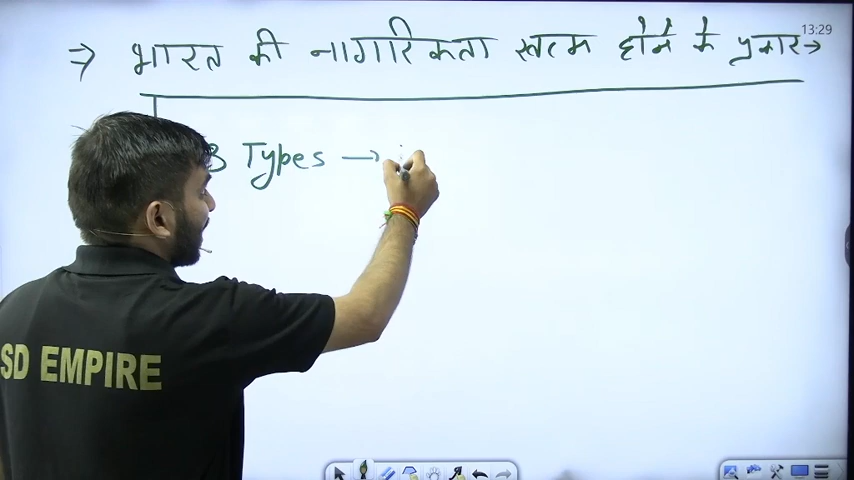 13:29
⇒ भारत की नागरिकता खत्म होने के प्रकार →
3 Types →
SD EMPIRE